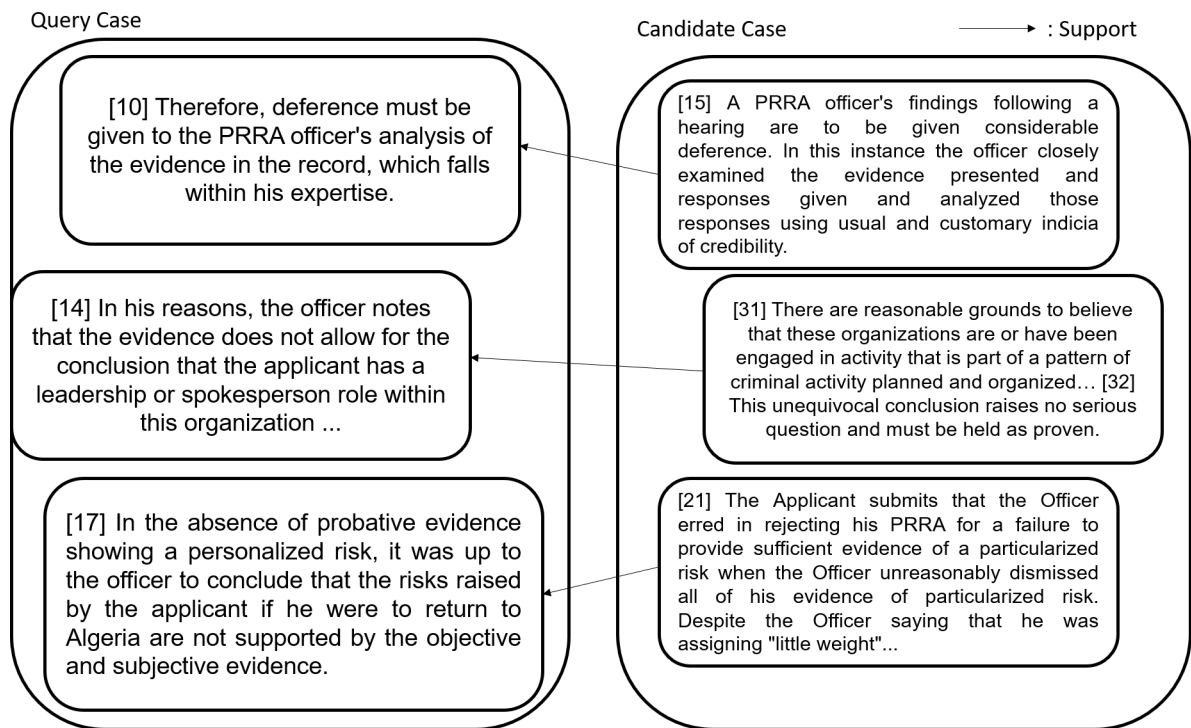 Query Case
[10] Therefore, deference must be
given to the PRRA officer's analysis of
the evidence in the record, which falls
within his expertise.
[14] In his reasons, the officer notes
that the evidence does not allow for the
conclusion that the applicant has a
leadership or spokesperson role within
this organization ...
[17] In the absence of probative evidence
showing a personalized risk, it was up to
the officer to conclude that the risks raised
by the applicant if he were to return to
Algeria are not supported by the objective
and subjective evidence.
Candidate Case
: Support
[15] A PRRA officer's findings following a
hearing are to be given considerable
deference. In this instance the officer closely
examined the evidence presented and
responses given and analyzed those
responses using usual and customary indicia
of credibility.
[31] There are reasonable grounds to believe
that these organizations are or have been
engaged in activity that is part of a pattern of
criminal activity planned and organized… [32]
This unequivocal conclusion raises no serious
question and must be held as proven.
[21] The Applicant submits that the Officer
erred in rejecting his PRRA for a failure to
provide sufficient evidence of a particularized
risk when the Officer unreasonably dismissed
all of his evidence of particularized risk.
Despite the Officer saying that he was
assigning "little weight"...